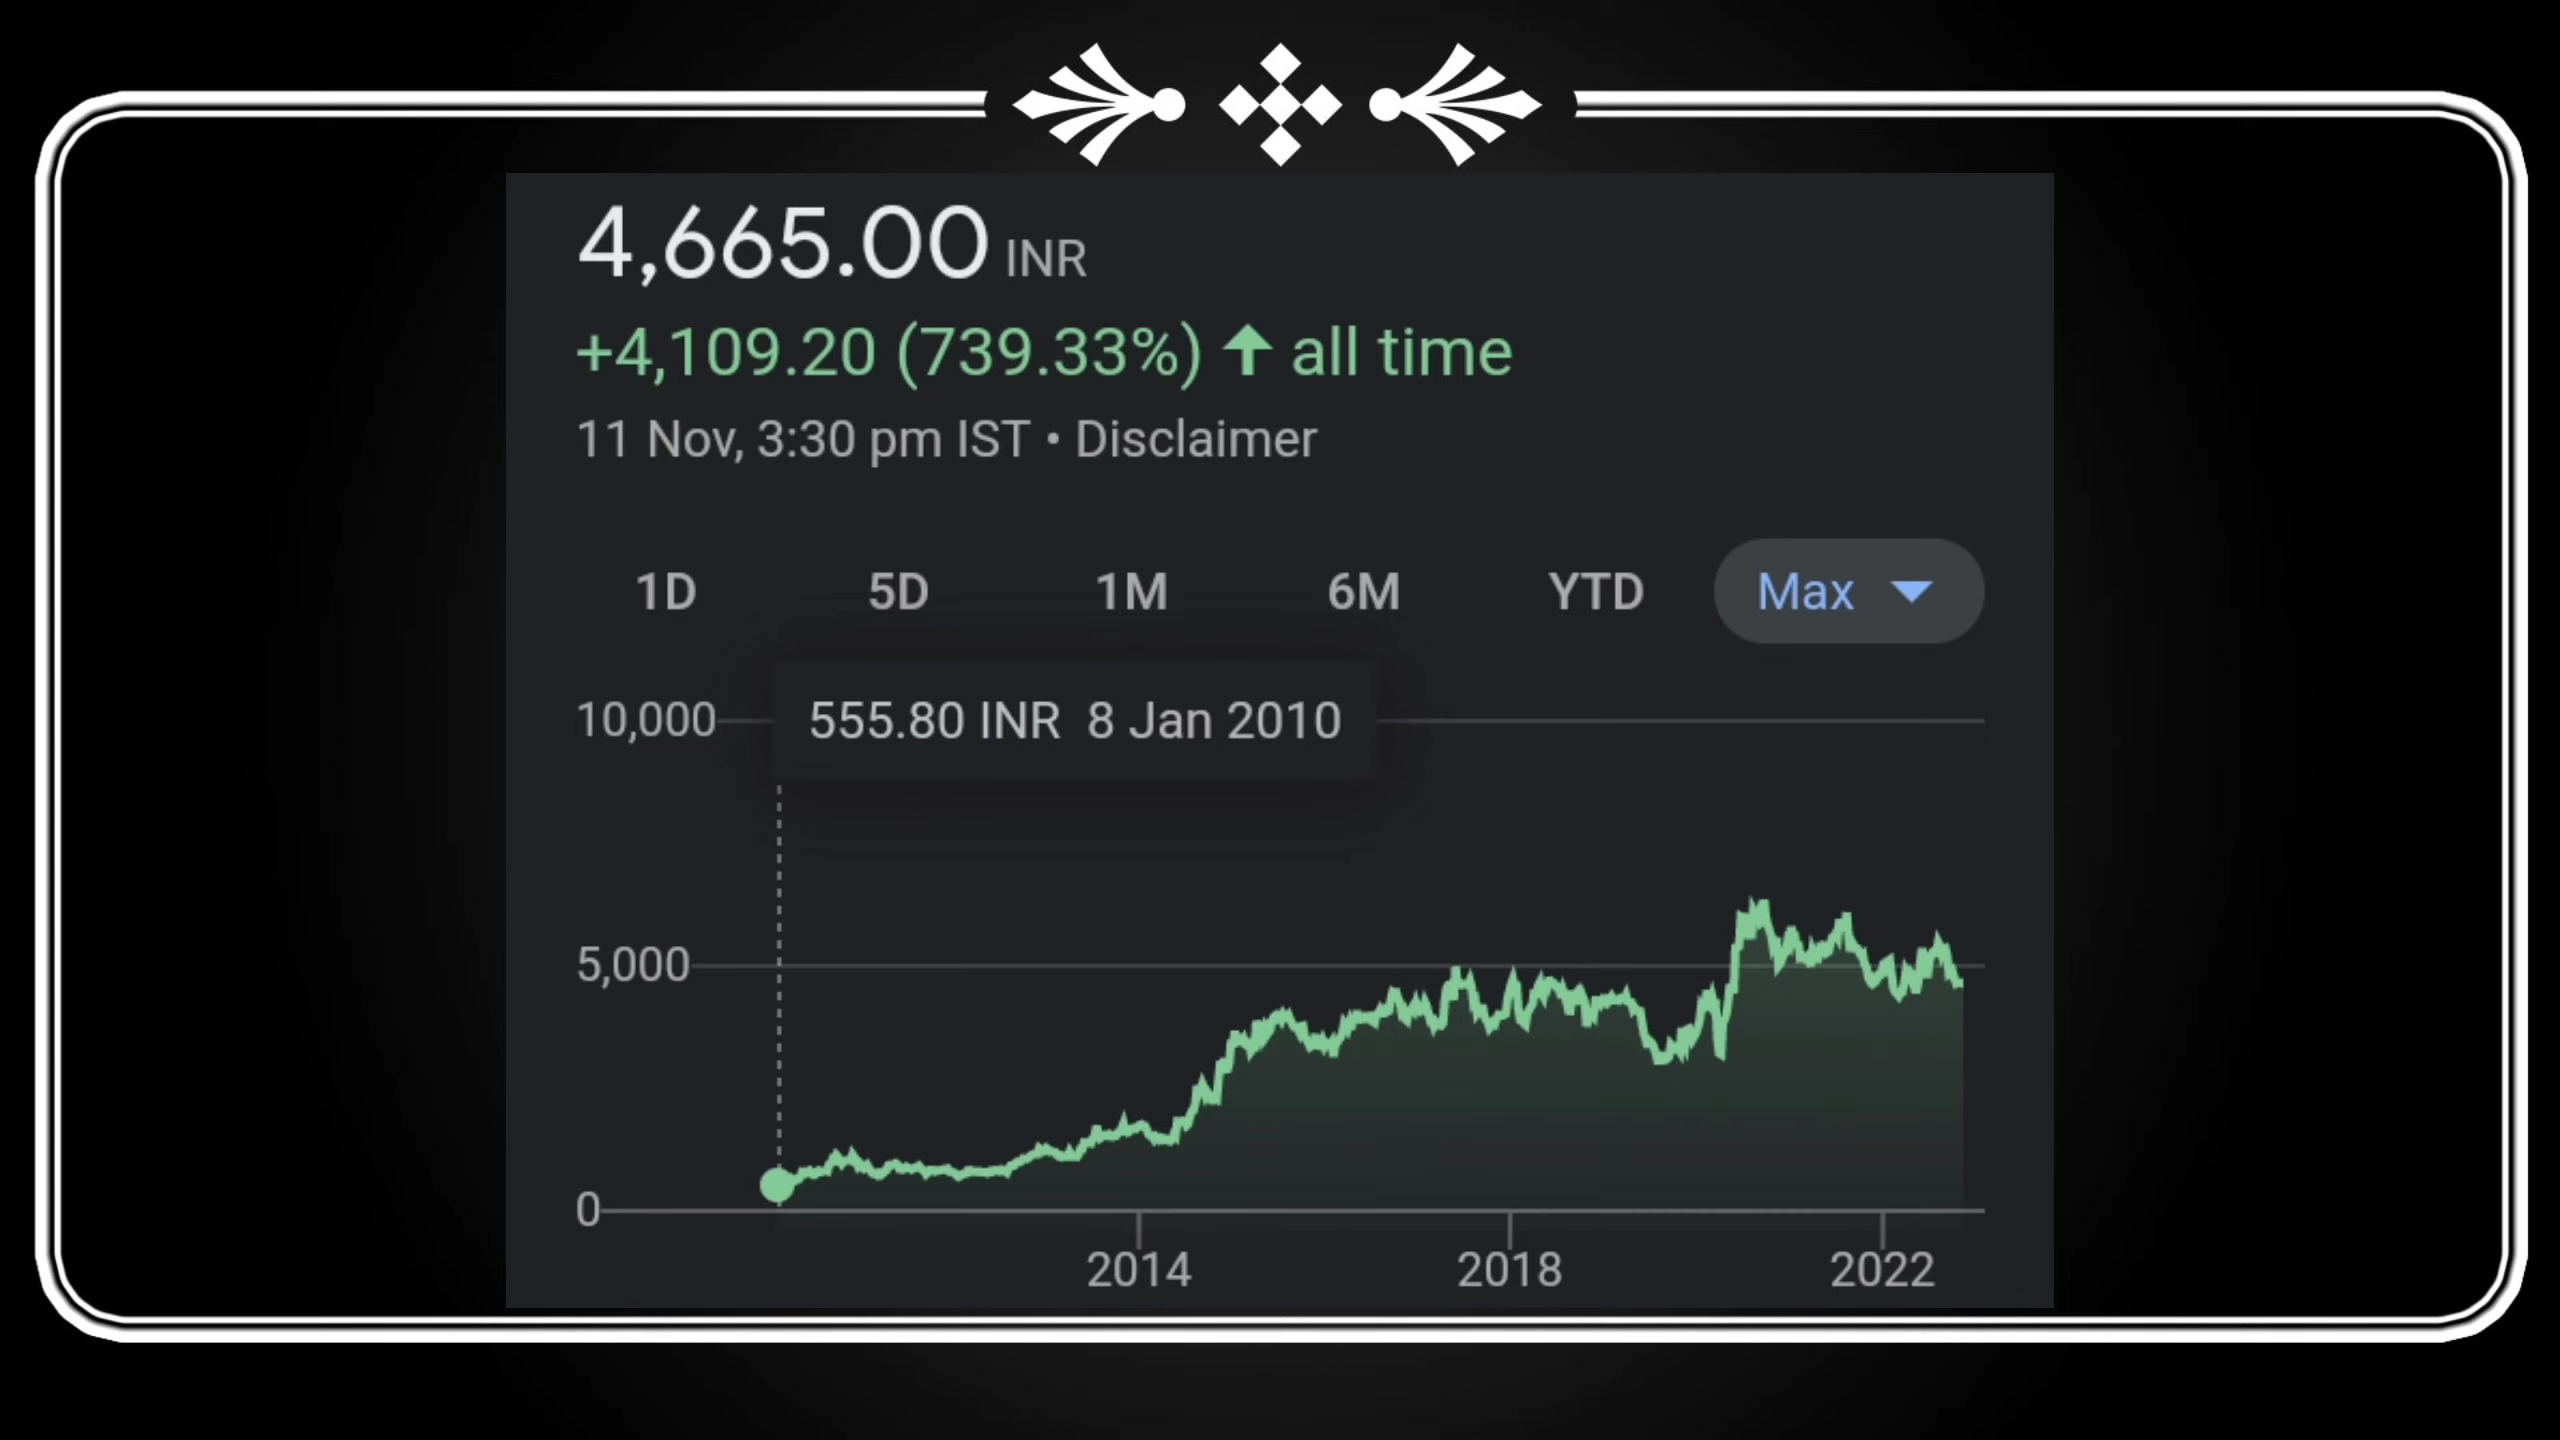 4,665.00 INR
+4,109.20 (739.33%) ↑ all time
11 Nov, 3:30 pm IST • Disclaimer
1D 5D 1M 6M YTD Max
10,000 555.80 INR 8 Jan 2010
5,000
0
2014 2018 2022